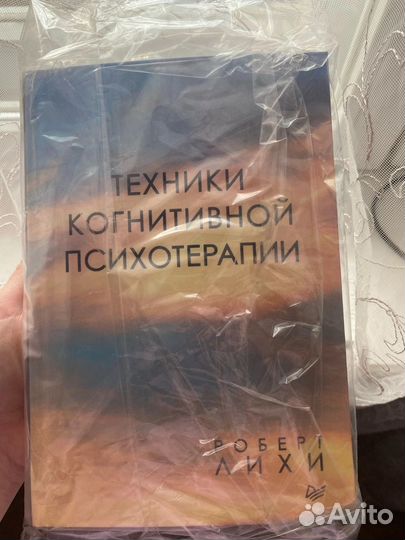 ТЕХНИКИ
КОГНИТИВНОЙ
ПСИХОТЕРАПИИ
РОБЕРТ
ЛИХИ
Avito